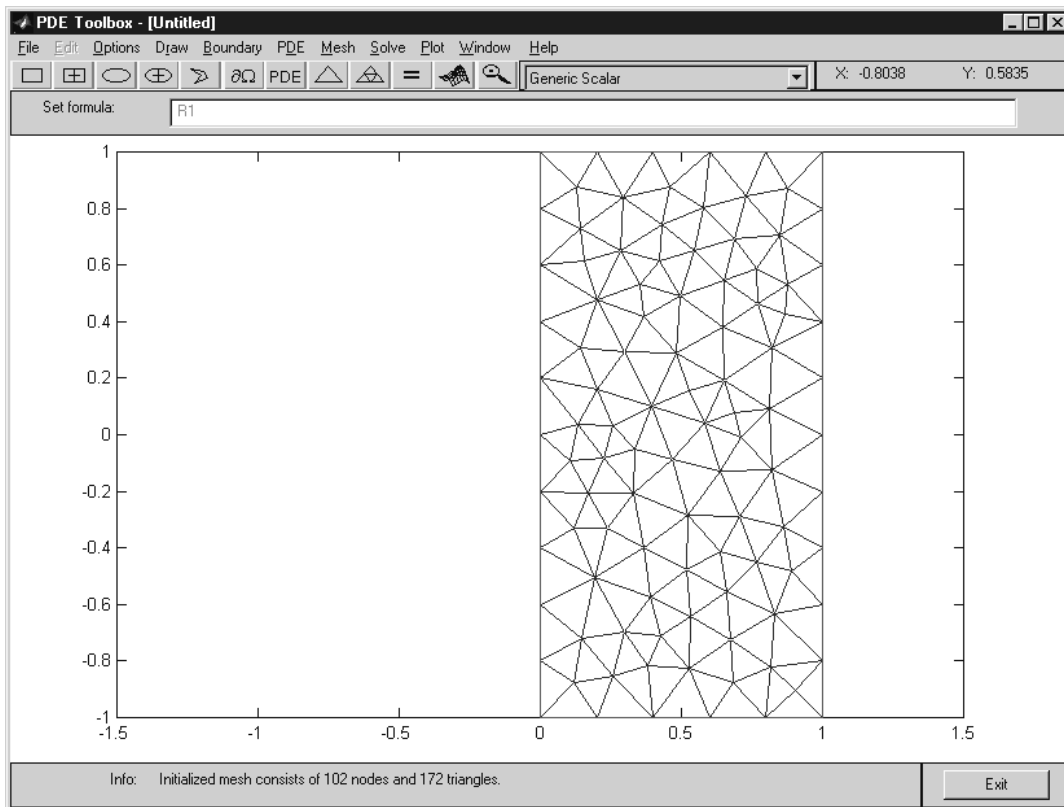 PDE Toolbox - [Untitled]
File Edit Options Draw Boundary PDE Mesh Solve Plot Window Help
∂Ω PDE = Generic Scalar X: -0.8038 Y: 0.5835
Set formula: R1
1
0.8
0.6
0.4
0.2
0
-0.2
-0.4
-0.6
-0.8
-1
-1.5 -1 -0.5 0 0.5 1 1.5
Info: Initialized mesh consists of 102 nodes and 172 triangles. Exit